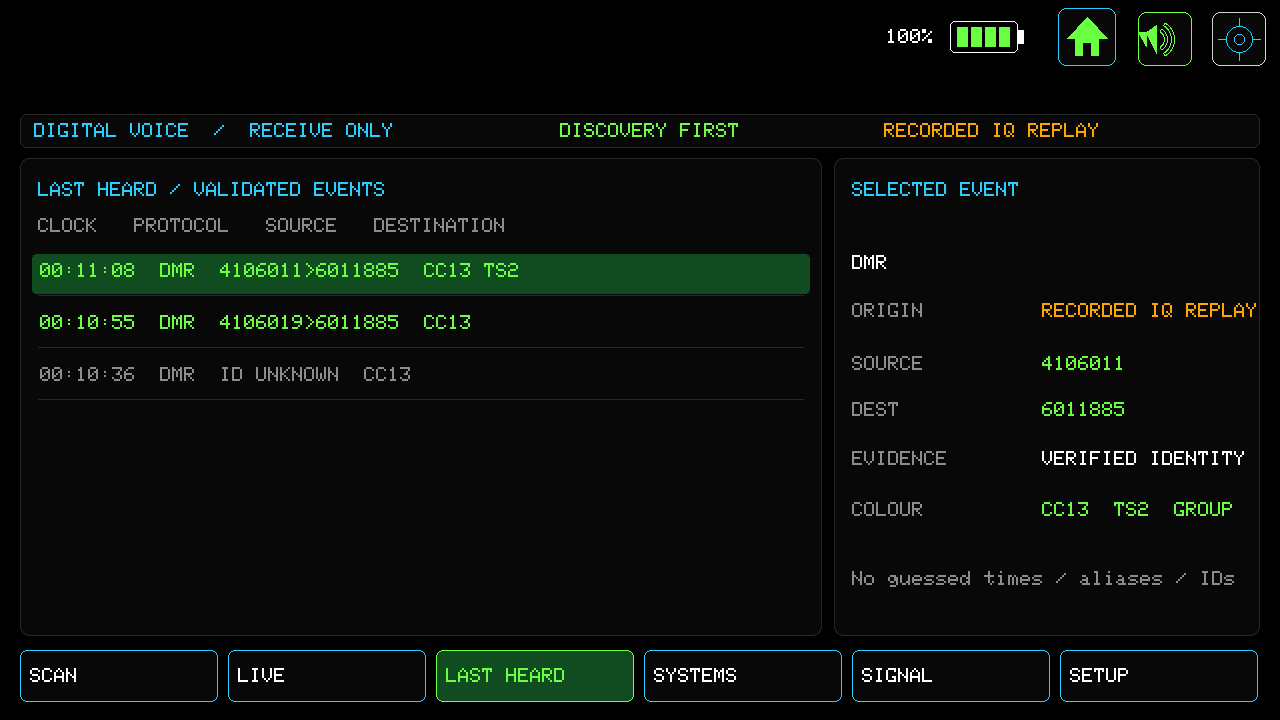 100%
DIGITAL VOICE / RECEIVE ONLY DISCOVERY FIRST RECORDED IQ REPLAY
LAST HEARD / VALIDATED EVENTS
CLOCK PROTOCOL SOURCE DESTINATION
00:11:08 DMR 4106011>6011885 CC13 TS2
00:10:55 DMR 4106019>6011885 CC13
00:10:36 DMR ID UNKNOWN CC13
SELECTED EVENT
DMR
ORIGIN RECORDED IQ REPLAY
SOURCE 4106011
DEST 6011885
EVIDENCE VERIFIED IDENTITY
COLOUR CC13 TS2 GROUP
No guessed times / aliases / IDs
SCAN LIVE LAST HEARD SYSTEMS SIGNAL SETUP